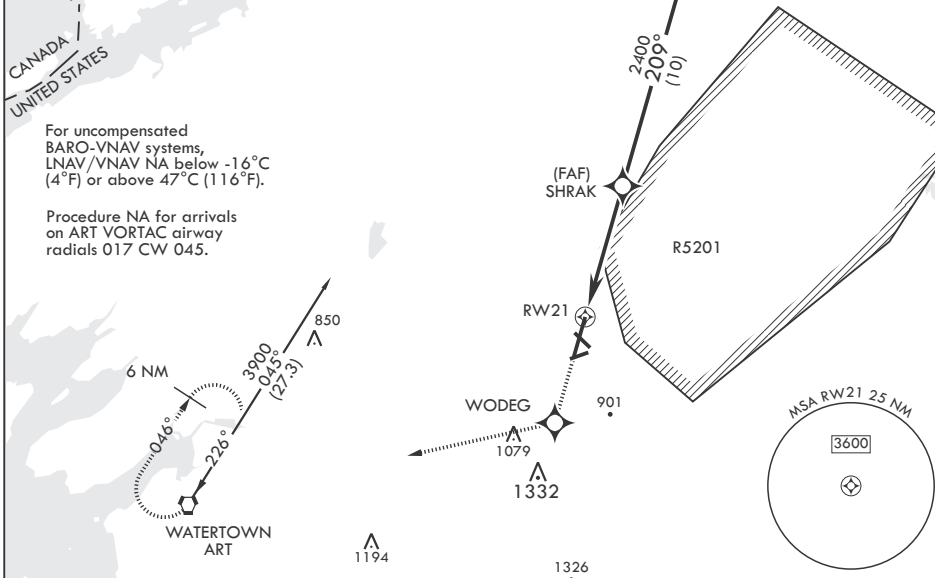 CANADA
UNITED STATES
For uncompensated
BARO-VNAV systems,
LNAV/VNAV NA below -16°C
(4°F) or above 47°C (116°F).
Procedure NA for arrivals
on ART VORTAC airway
radials 017 CW 045.
2400
209°
(10)
(FAF)
SHRAK
R5201
RW21
850
3900
045°
(27.3)
6 NM
046°
226°
WATERTOWN
ART
WODEG
901
1079
1332
1194
1326
MSA RW21 25 NM
3600